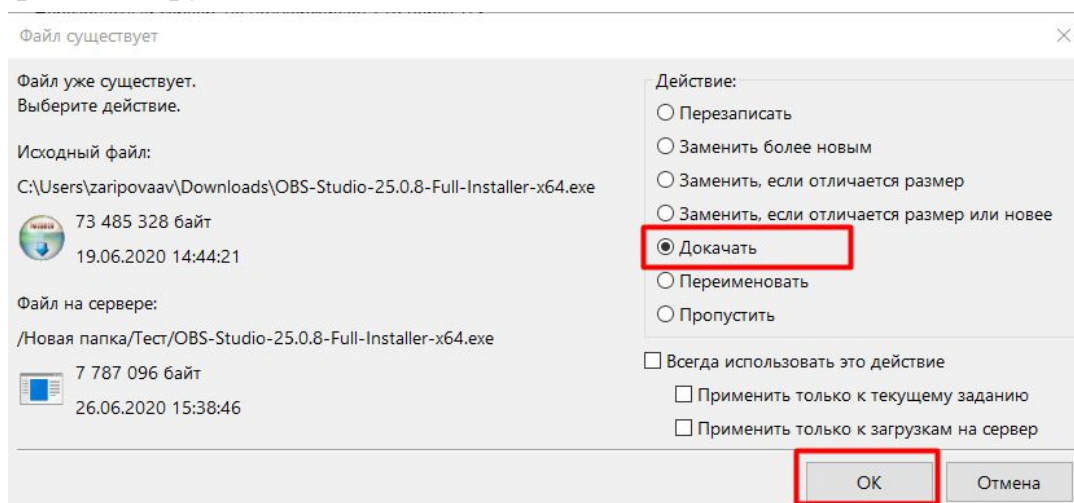 Файл существует
Файл уже существует.
Выберите действие.
Исходный файл:
C:\Users\zaripovaav\Downloads\OBS-Studio-25.0.8-Full-Installer-x64.exe
73 485 328 байт
19.06.2020 14:44:21
Файл на сервере:
/Новая папка/Тест/OBS-Studio-25.0.8-Full-Installer-x64.exe
7 787 096 байт
26.06.2020 15:38:46
Действие:
Перезаписать
Заменить более новым
Заменить, если отличается размер
Заменить, если отличается размер или новее
Докачать
Переименовать
Пропустить
Всегда использовать это действие
Применить только к текущему заданию
Применить только к загрузкам на сервер
ОК
Отмена